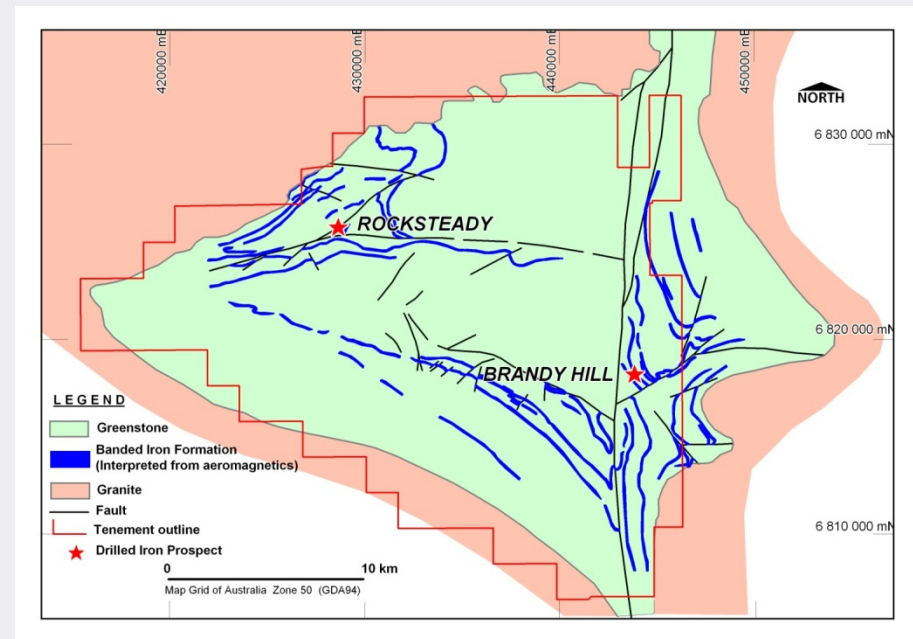 420000 mE
430000 mE
440000 mE
450000 mE
NORTH
6 830 000 mN
ROCKSTEADY
6 820 000 mN
BRANDY HILL
LEGEND
Greenstone
Banded Iron Formation
(Interpreted from aeromagnetics)
Granite
Fault
Tenement outline
Drilled Iron Prospect
6 810 000 mN
0 10 km
Map Grid of Australia Zone 50 (GDA94)